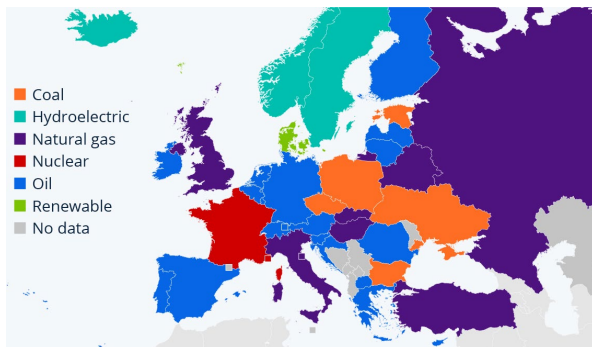 Coal
Hydroelectric
Natural gas
Nuclear
Oil
Renewable
No data